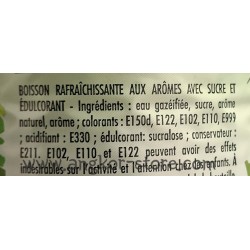 BOISSON RAFRAÎCHISSANTE AUX ARÔMES AVEC SUCRE ET
ÉDULCORANT - Ingrédients : eau gazéifiée, sucre, arôme
naturel, arôme ; colorants : E150d, E122, E102, E110, E999
; acidifiant : E330 ; édulcorant: sucralose ; conservateur :
E211. E102, E110 et E122 peuvent avoir des effets
indésirables sur l'activité et l'attention des enfants.